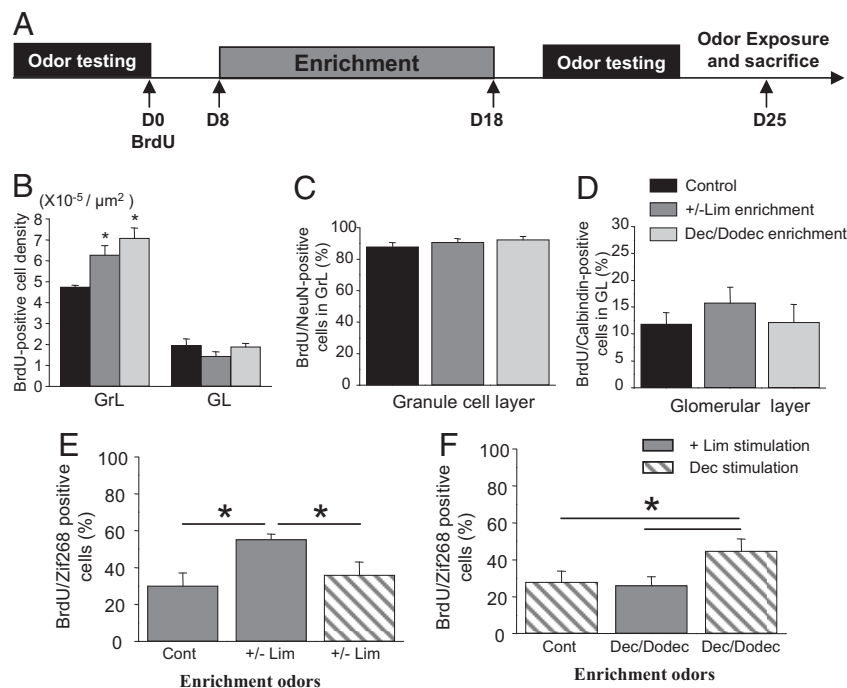 A
Odor testing
Enrichment
Odor testing
Odor Exposure
and sacrifice
D0
BrdU
D8
D18
D25
B
(X10-5 / µm2 )
BrdU-positive cell density
8
7
6
5
4
3
2
1
0
*
*
GrL
GL
C
BrdU/NeuN-positive
cells in GrL (%)
100
80
60
40
20
0
Granule cell layer
D
Control
+/-Lim enrichment
Dec/Dodec enrichment
BrdU/Calbindin-positive
cells in GL (%)
30
25
20
15
10
5
0
Glomerular layer
E
BrdU/Zif268 positive
cells (%)
100
80
60
40
20
0
*
*
Cont
+/- Lim
+/- Lim
Enrichment odors
F
+ Lim stimulation
Dec stimulation
BrdU/Zif268 positive
cells (%)
100
80
60
40
20
0
*
Cont
Dec/Dodec
Dec/Dodec
Enrichment odors